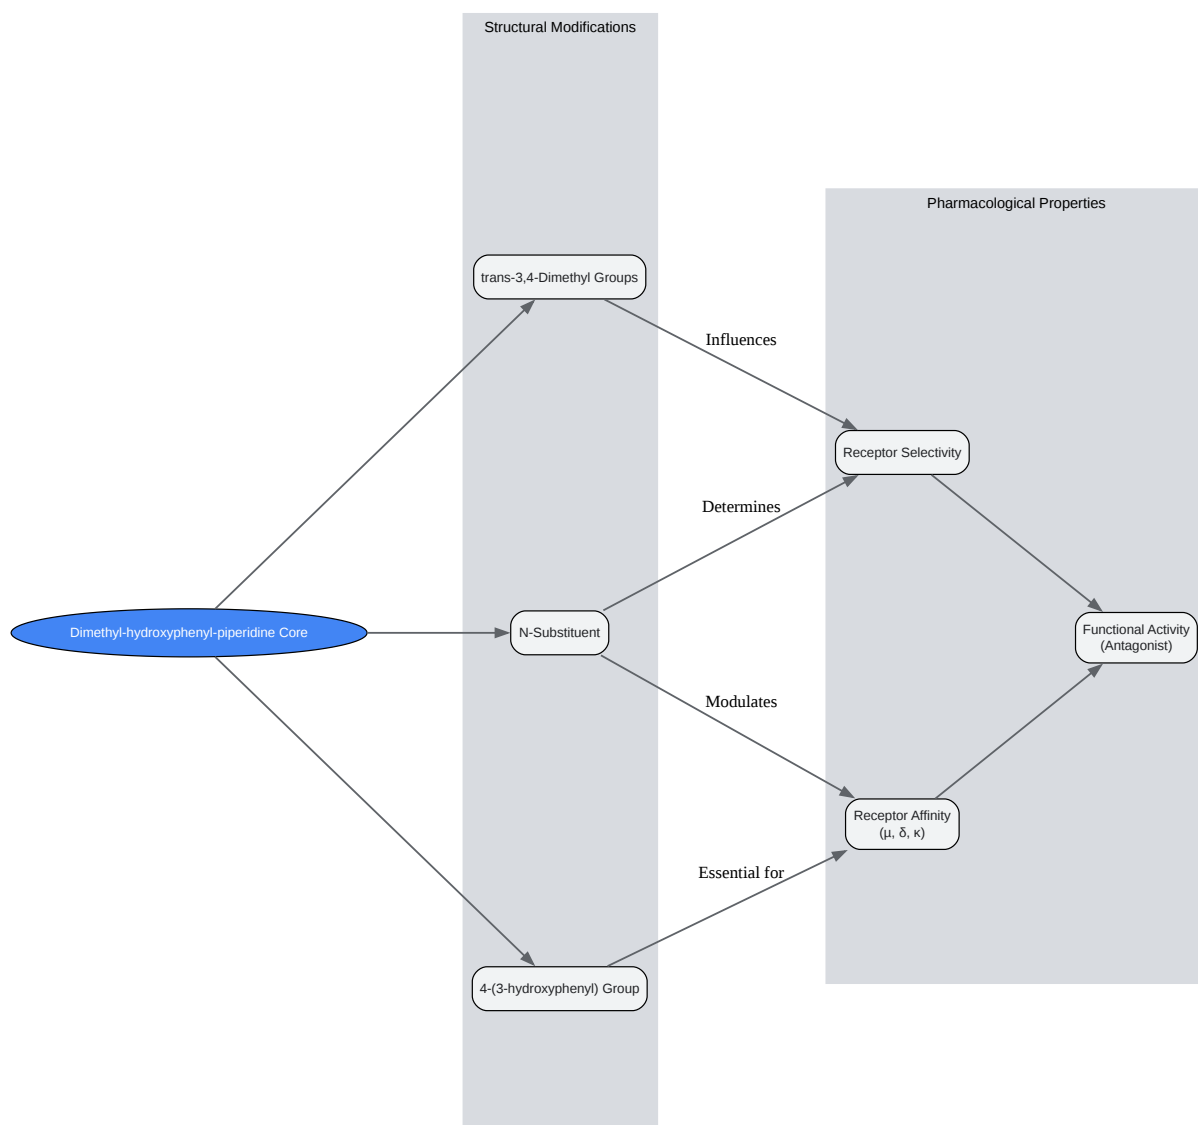 Structural Modifications
Pharmacological Properties
trans-3,4-Dimethyl Groups
Influences
Receptor Selectivity
Determines
Dimethyl-hydroxyphenyl-piperidine Core
N-Substituent
Functional Activity
(Antagonist)
Modulates
Receptor Affinity
(μ, δ, κ)
Essential for
4-(3-hydroxyphenyl) Group